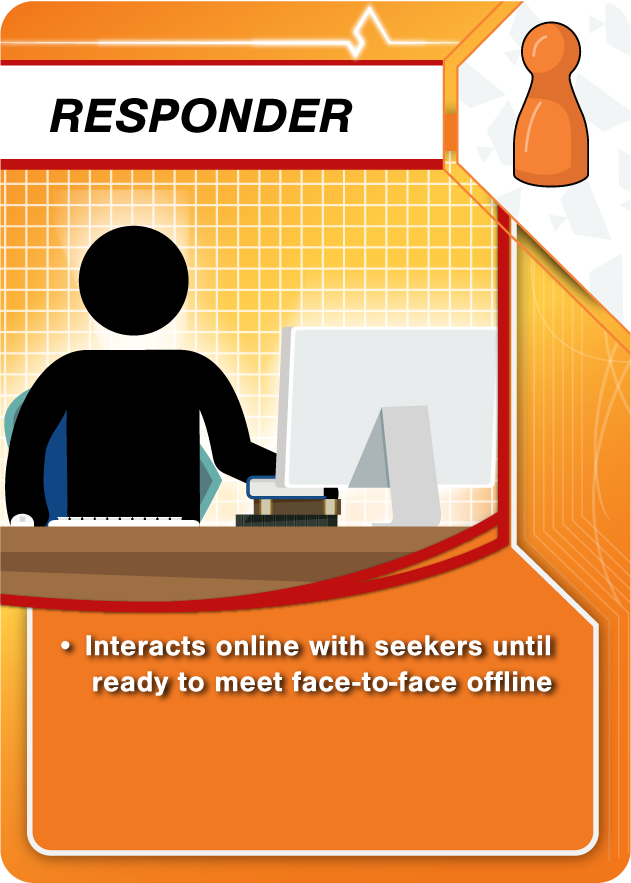 RESPONDER
• Interacts online with seekers until
ready to meet face-to-face offline